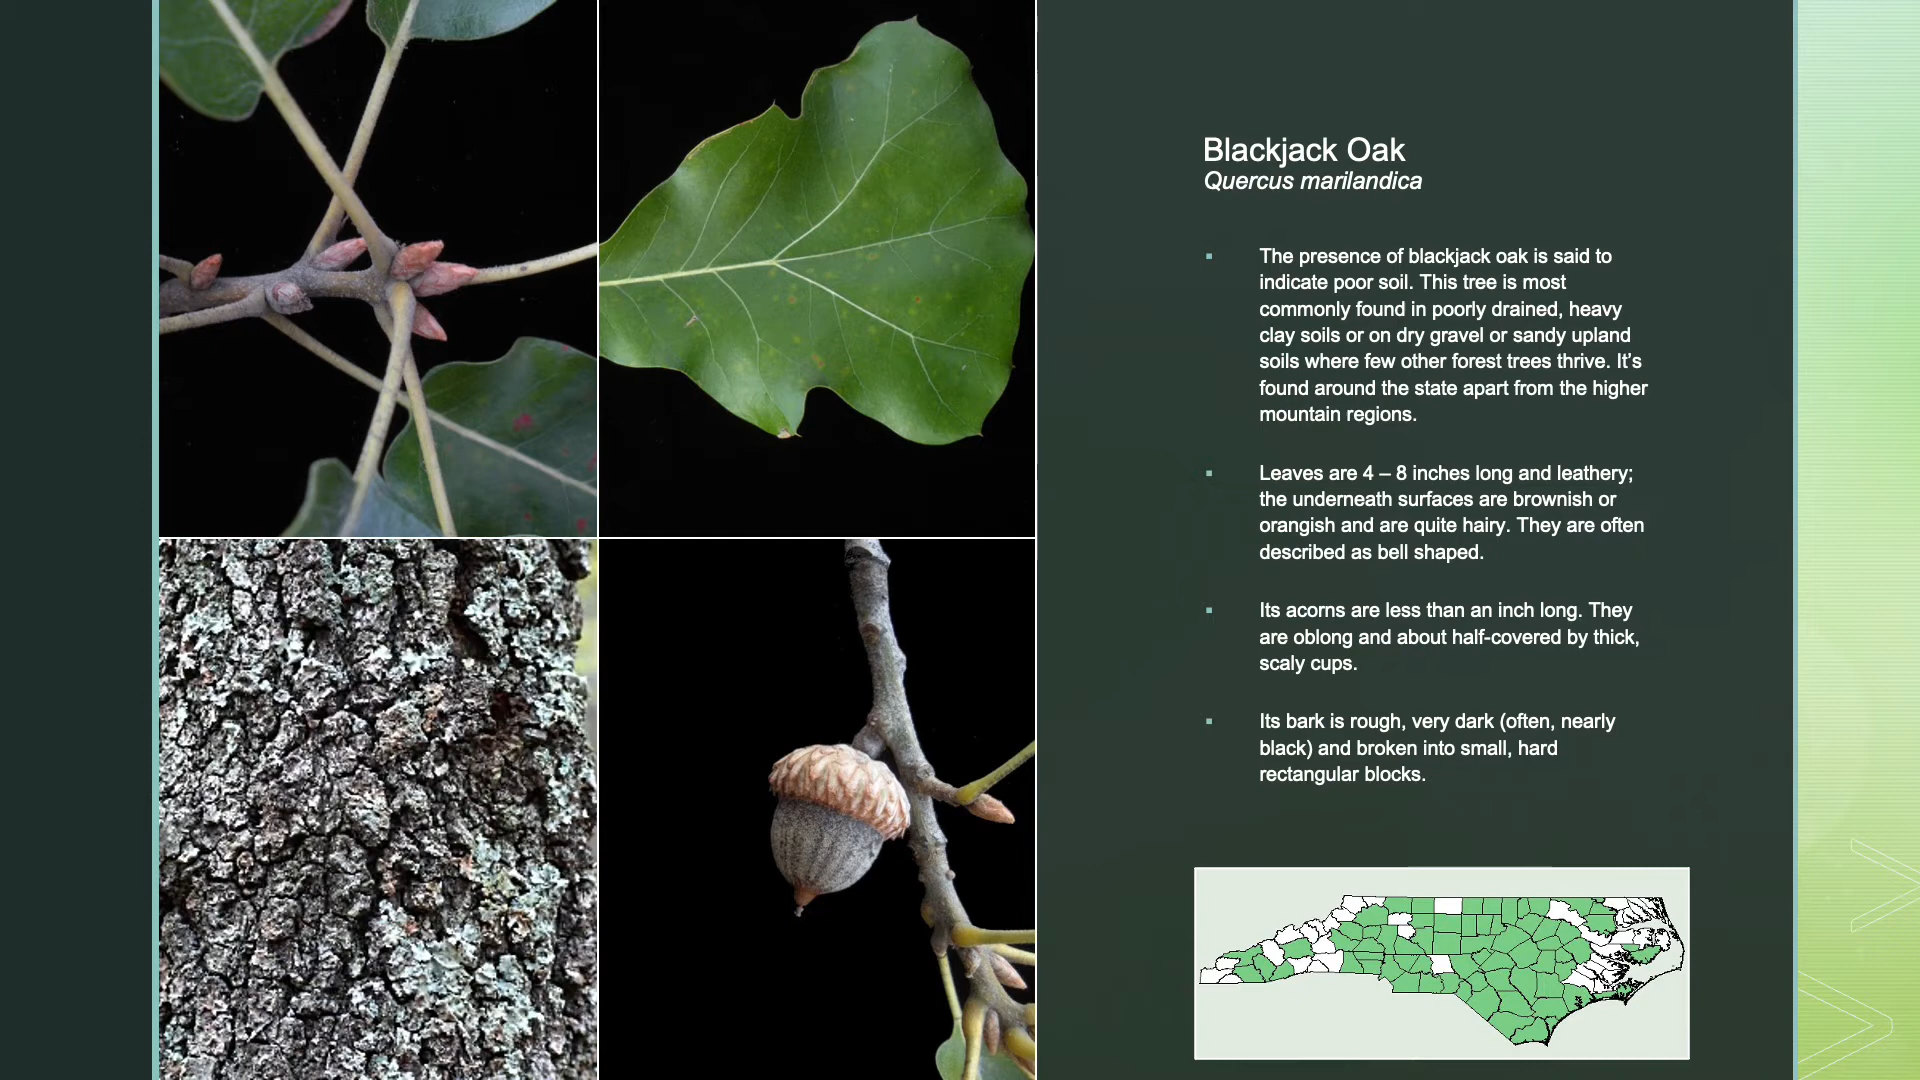 Blackjack Oak
Quercus marilandica
The presence of blackjack oak is said to
indicate poor soil. This tree is most
commonly found in poorly drained, heavy
clay soils or on dry gravel or sandy upland
soils where few other forest trees thrive. It’s
found around the state apart from the higher
mountain regions.
Leaves are 4 – 8 inches long and leathery;
the underneath surfaces are brownish or
orangish and are quite hairy. They are often
described as bell shaped.
Its acorns are less than an inch long. They
are oblong and about half-covered by thick,
scaly cups.
Its bark is rough, very dark (often, nearly
black) and broken into small, hard
rectangular blocks.